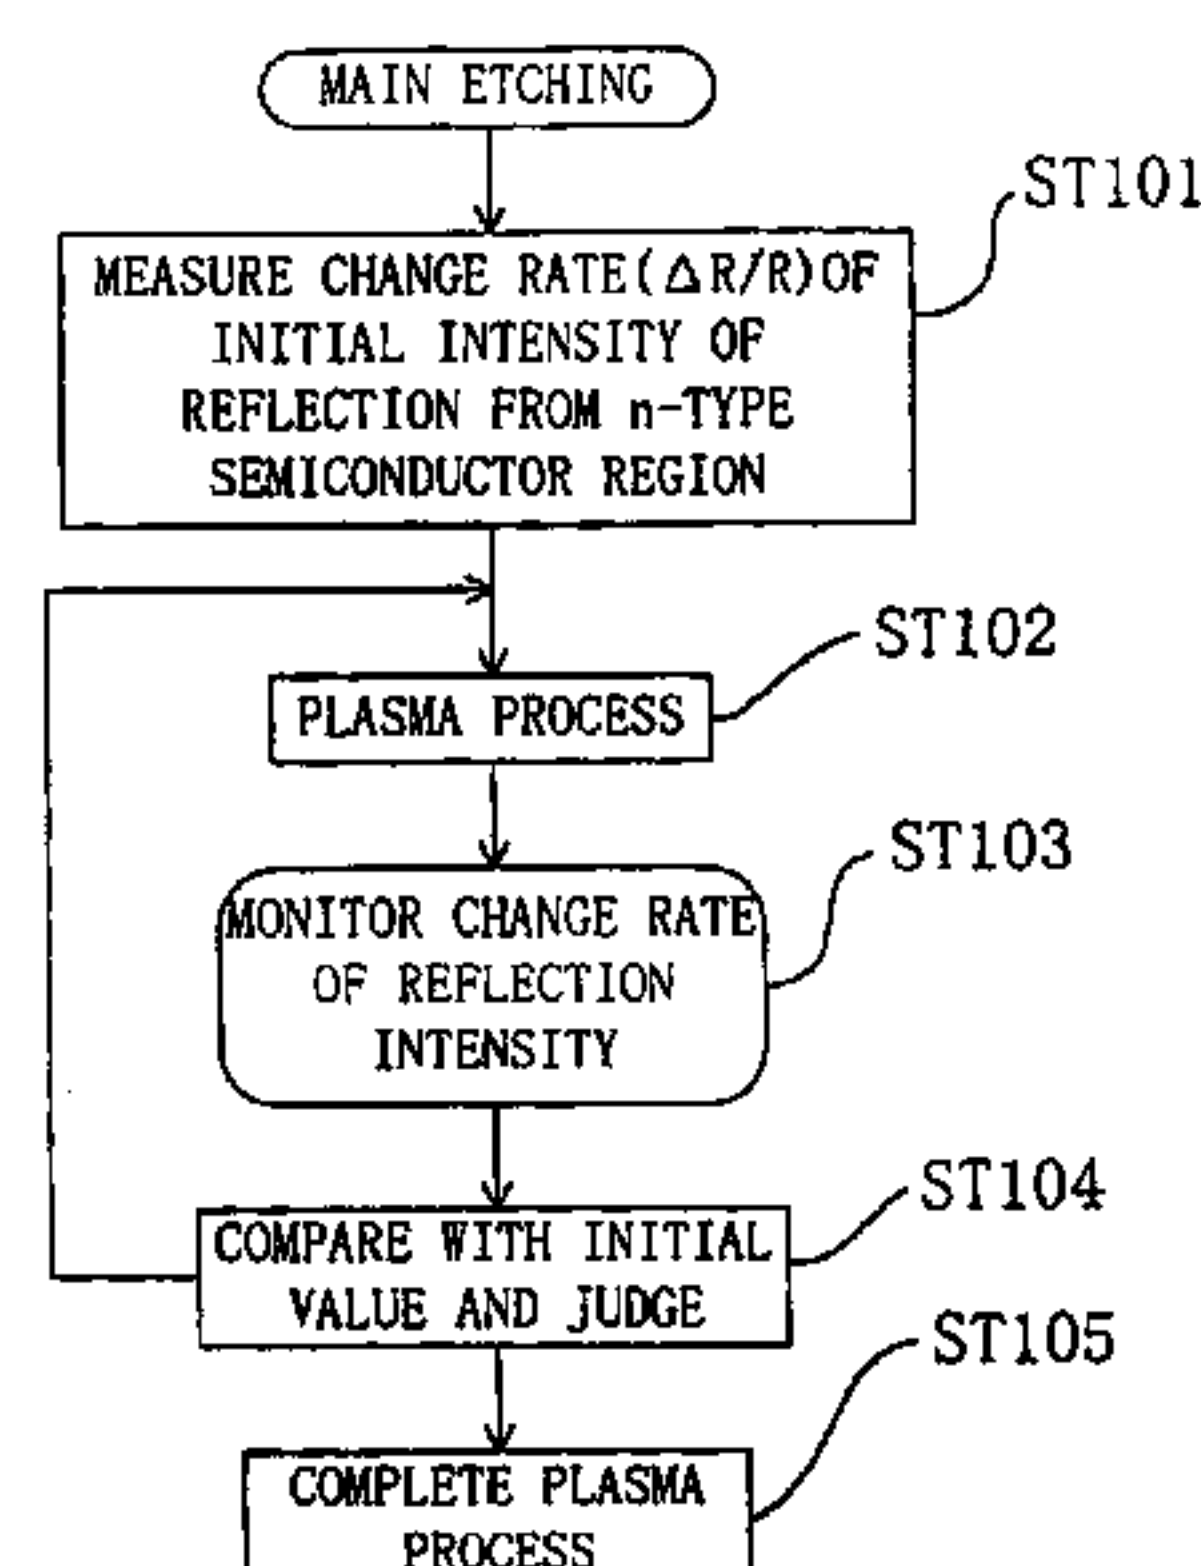 MAIN ETCHING
ST101
MEASURE CHANGE RATE(ΔR/R)OF
INITIAL INTENSITY OF
REFLECTION FROM n-TYPE
SEMICONDUCTOR REGION
ST102
PLASMA PROCESS
ST103
MONITOR CHANGE RATE
OF REFLECTION
INTENSITY
ST104
COMPARE WITH INITIAL
VALUE AND JUDGE
ST105
COMPLETE PLASMA
PROCESS